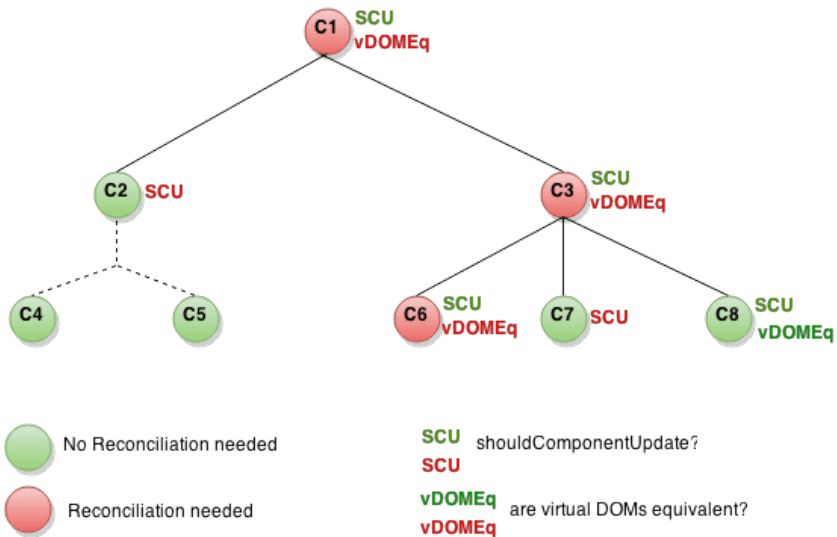 C1 SCU
vDOMEq
C2 SCU
C3 SCU
vDOMEq
C4
C5
C6 SCU
vDOMEq
C7 SCU
C8 SCU
vDOMEq
No Reconciliation needed
Reconciliation needed
SCU shouldComponentUpdate?
SCU
vDOMEq are virtual DOMs equivalent?
vDOMEq